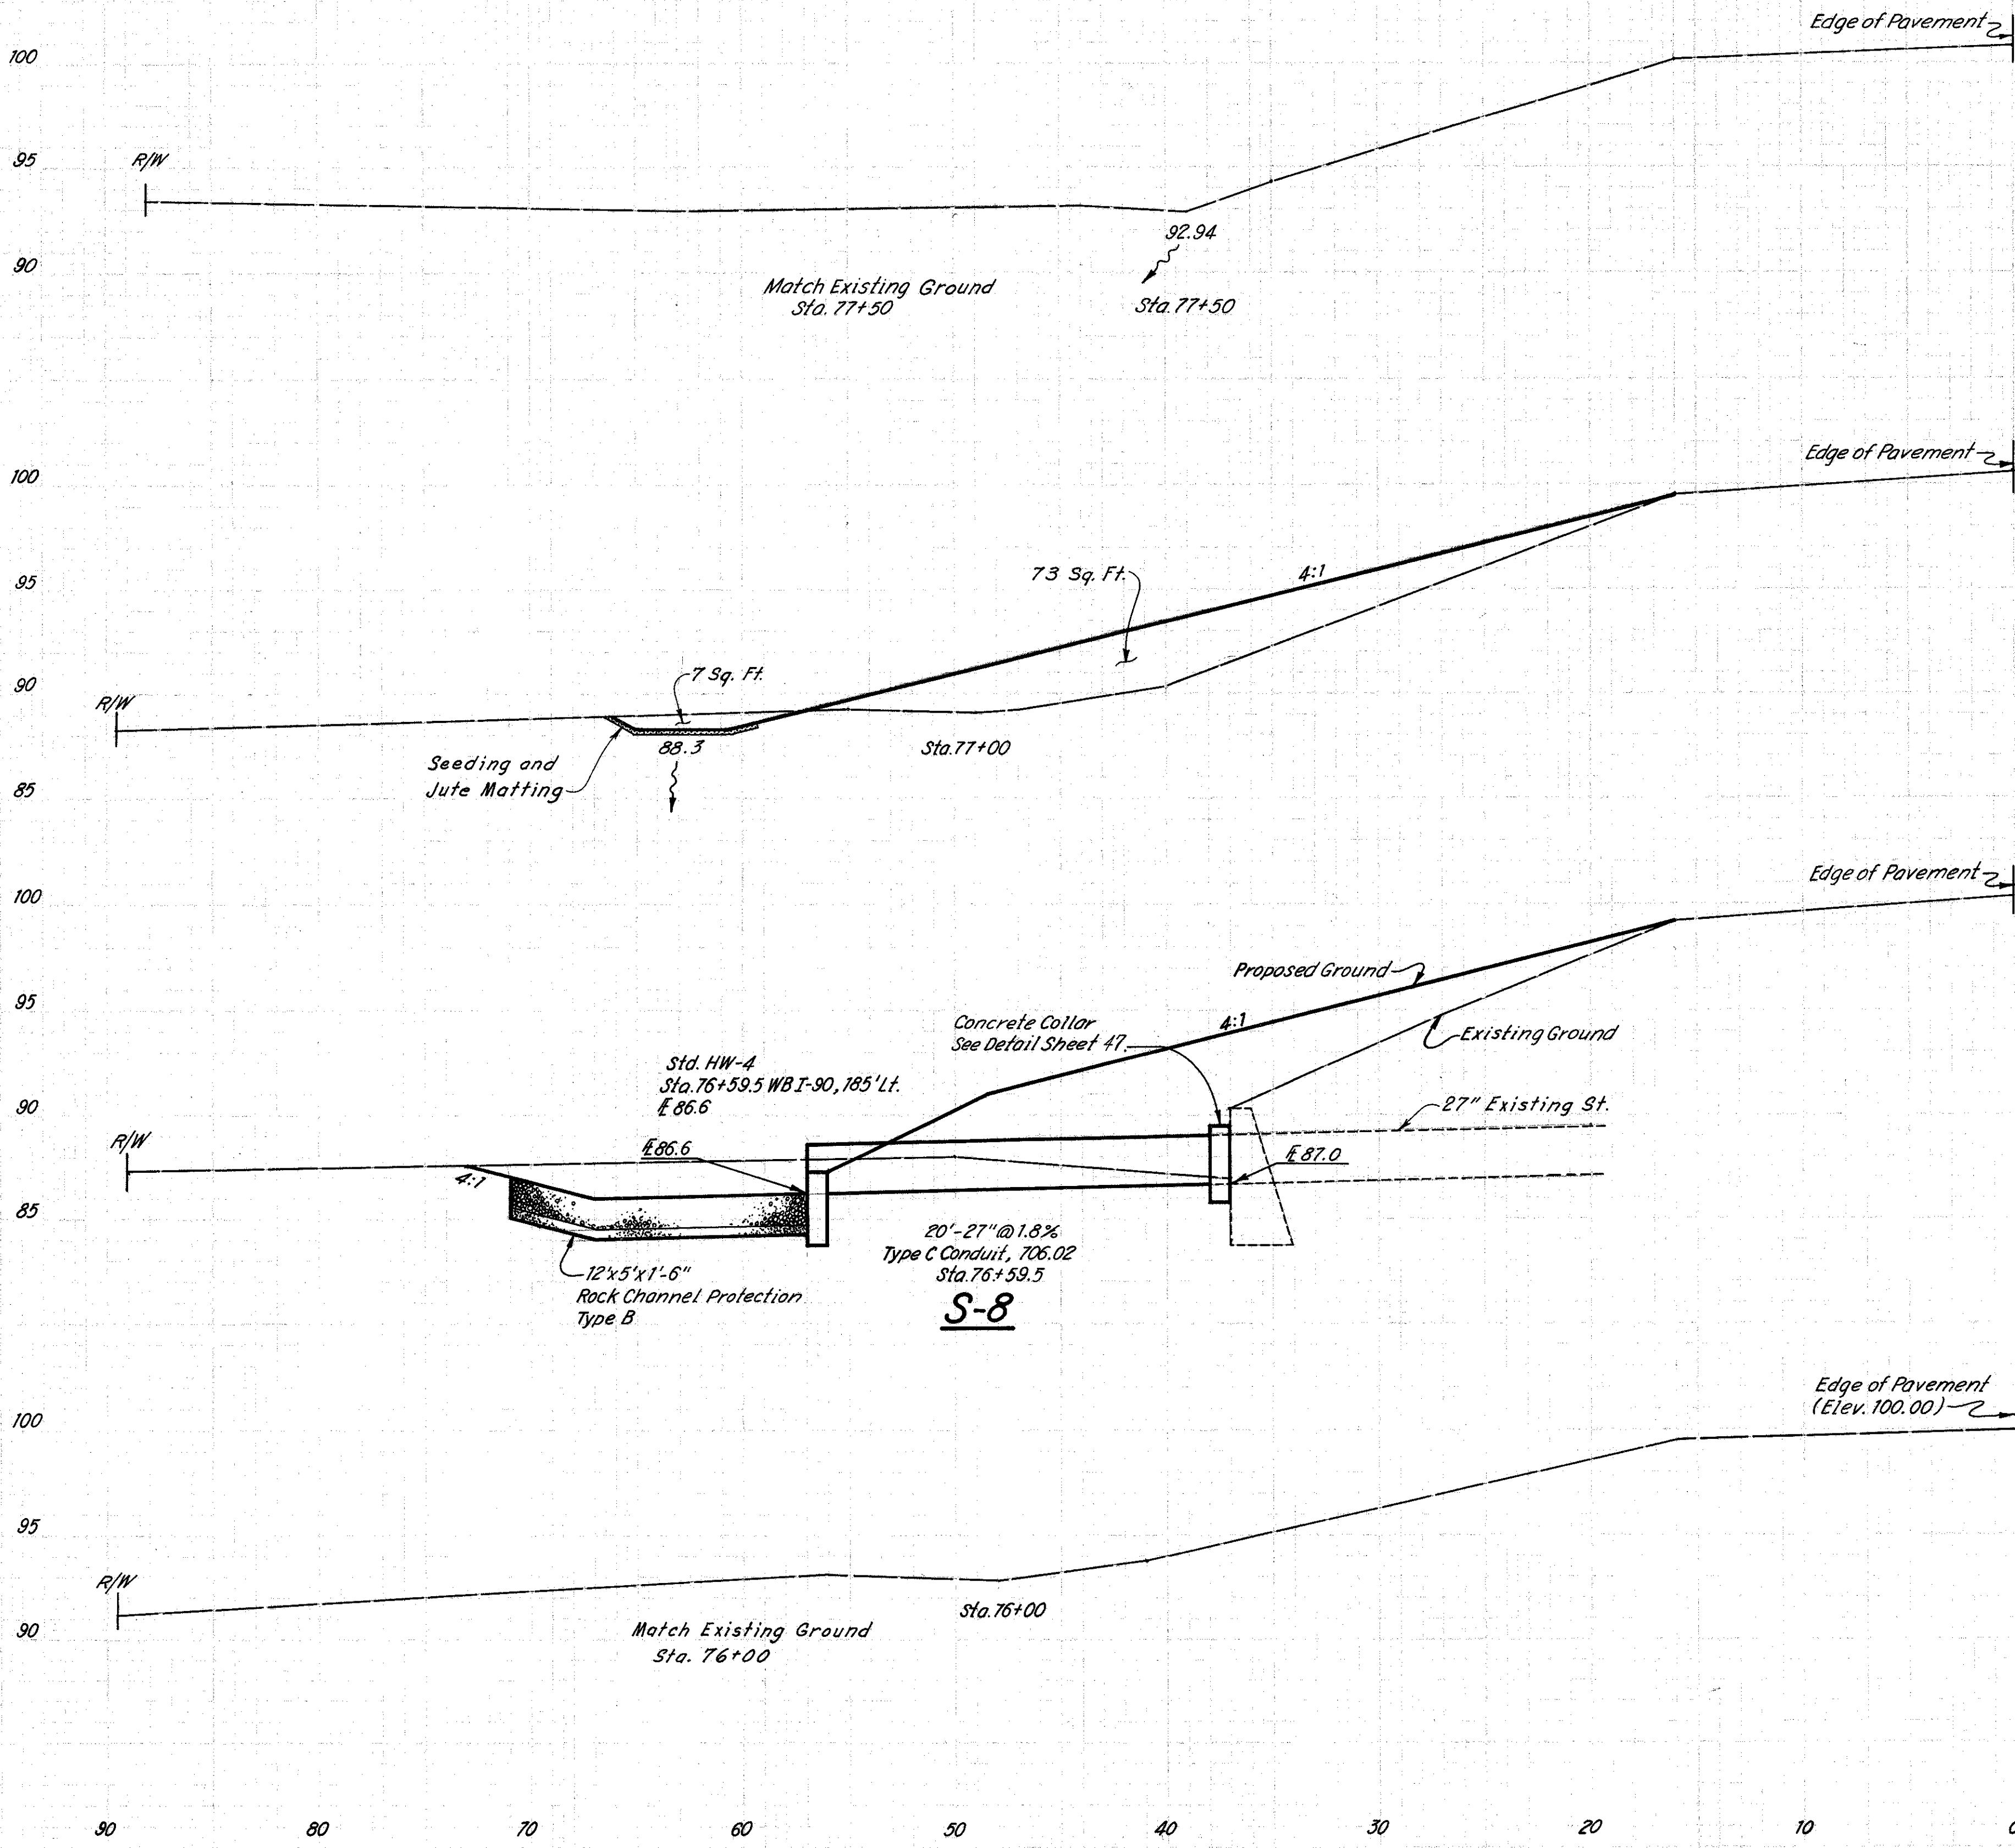 Edge of Pavement
100
95
R/W
92.94
90
Match Existing Ground
Sta. 77+50
Sta. 77+50
Edge of Pavement
100
95
73 Sq. Ft.
4:1
90
7 Sq. Ft.
R/W
88.3
Sta. 77+00
Seeding and
Jute Matting
85
Edge of Pavement
100
Proposed Ground
95
Concrete Collar
See Detail Sheet 47.
4:1
Existing Ground
Std. HW-4
Sta. 76+59.5 WB I-90, 185' Lt.
℄ 86.6
90
27" Existing St.
R/W
℄ 86.6
℄ 87.0
4:1
85
20'-27" @ 1.8%
Type C Conduit, 706.02
Sta. 76+59.5
S-8
12'x5'x1'-6"
Rock Channel Protection
Type B
Edge of Pavement
(Elev. 100.00)
100
95
R/W
Sta. 76+00
90
Match Existing Ground
Sta. 76+00
90 80 70 60 50 40 30 20 10 0